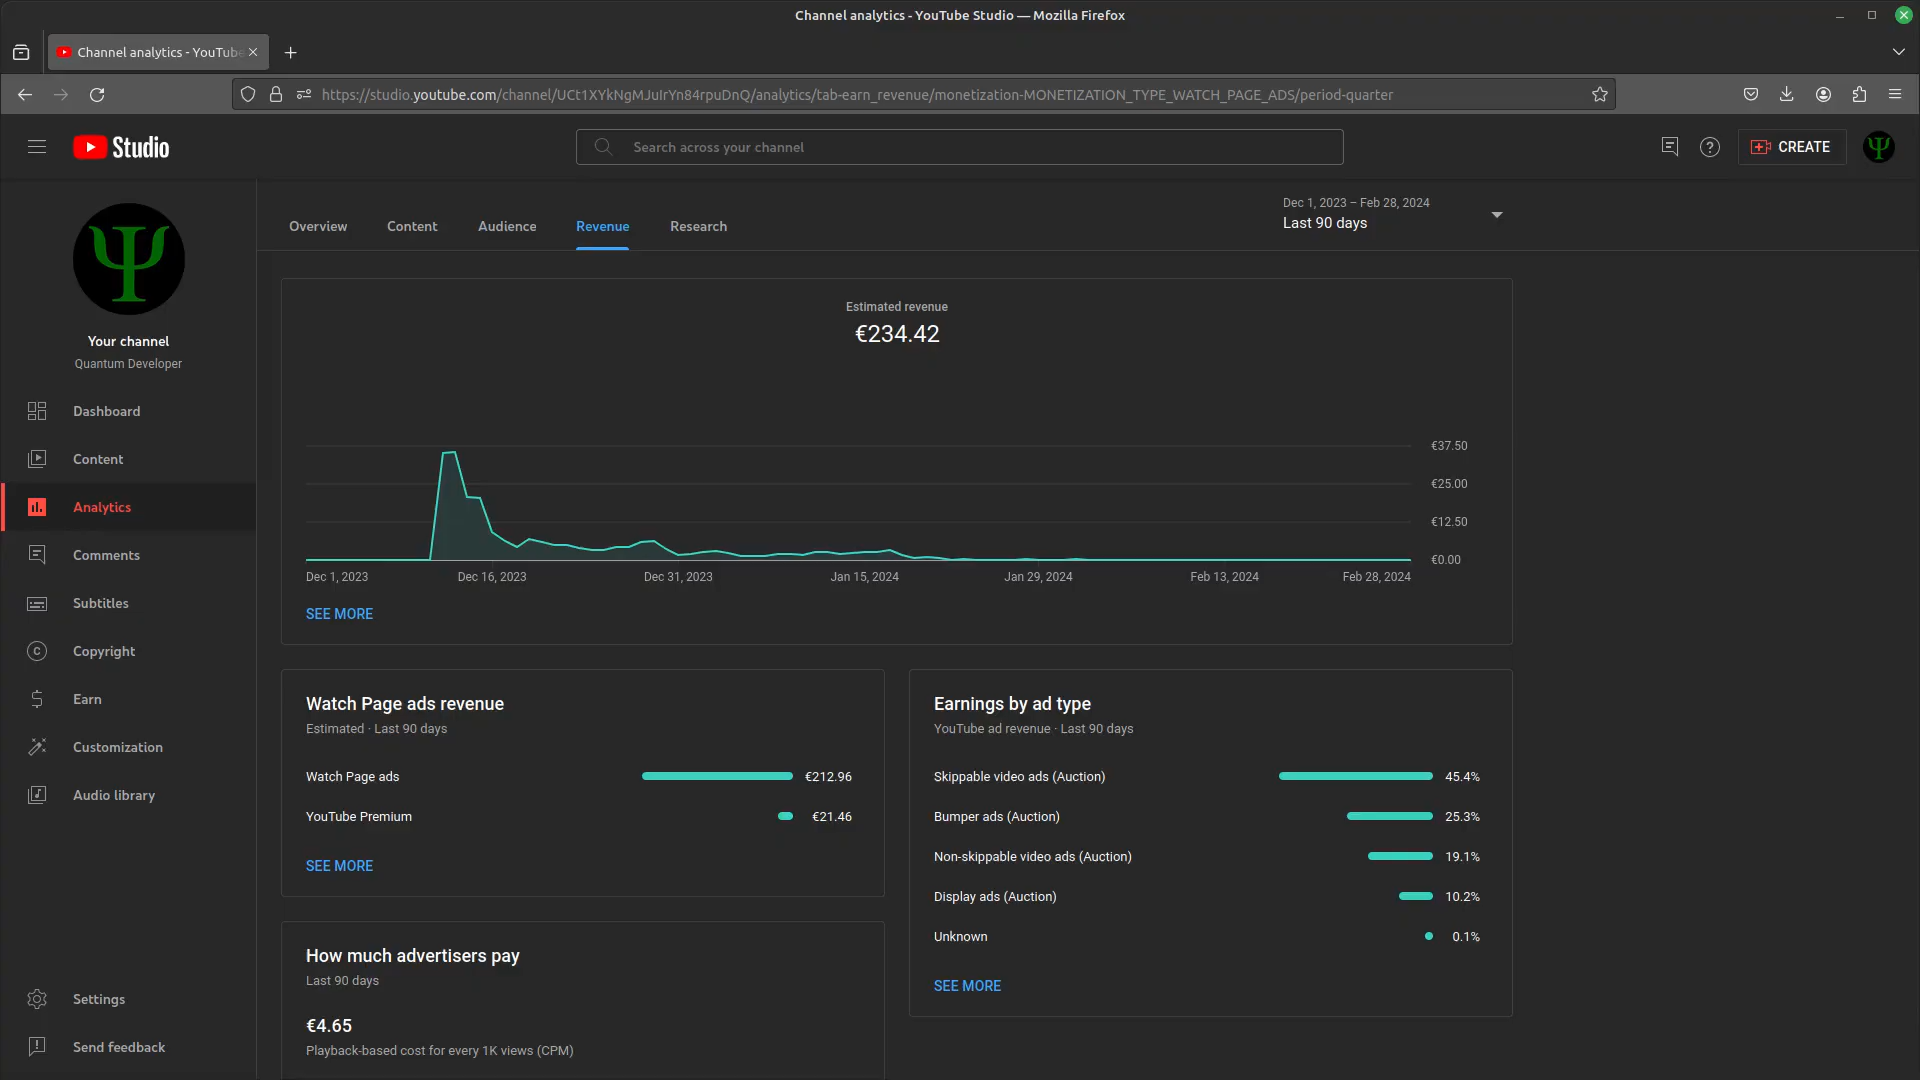 Channel analytics - YouTube Studio — Mozilla Firefox
Channel analytics - YouTube
https://studio.youtube.com/channel/UCt1XYkNgMJuIrYn84rpuDnQ/analytics/tab-earn_revenue/monetization-MONETIZATION_TYPE_WATCH_PAGE_ADS/period-quarter
Studio
Search across your channel
CREATE
Your channel
Quantum Developer
Dashboard
Content
Analytics
Comments
Subtitles
Copyright
Earn
Customization
Audio library
Settings
Send feedback
Overview
Content
Audience
Revenue
Research
Dec 1, 2023 – Feb 28, 2024
Last 90 days
Estimated revenue
€234.42
€37.50
€25.00
€12.50
€0.00
Dec 1, 2023
Dec 16, 2023
Dec 31, 2023
Jan 15, 2024
Jan 29, 2024
Feb 13, 2024
Feb 28, 2024
SEE MORE
Watch Page ads revenue
Estimated · Last 90 days
Watch Page ads €212.96
YouTube Premium €21.46
SEE MORE
How much advertisers pay
Last 90 days
€4.65
Playback-based cost for every 1K views (CPM)
Earnings by ad type
YouTube ad revenue · Last 90 days
Skippable video ads (Auction) 45.4%
Bumper ads (Auction) 25.3%
Non-skippable video ads (Auction) 19.1%
Display ads (Auction) 10.2%
Unknown 0.1%
SEE MORE